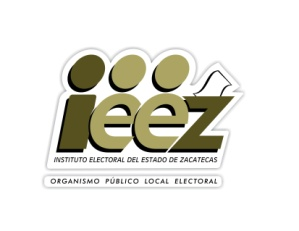 ieez
INSTITUTO ELECTORAL DEL ESTADO DE ZACATECAS
ORGANISMO PÚBLICO LOCAL ELECTORAL